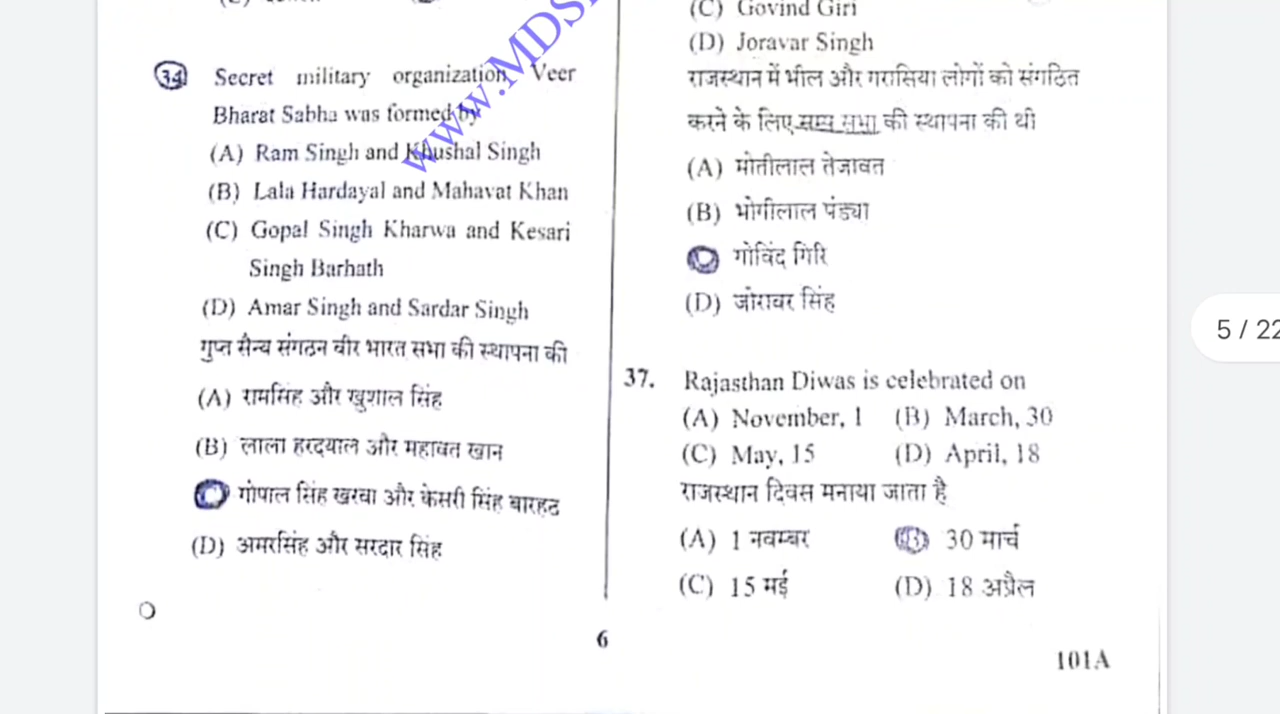 34 Secret military organization Veer
Bharat Sabha was formed by
(A) Ram Singh and Khushal Singh
(B) Lala Hardayal and Mahavat Khan
(C) Gopal Singh Kharwa and Kesari
Singh Barhath
(D) Amar Singh and Sardar Singh
गुप्त सैन्य संगठन वीर भारत सभा की स्थापना की
(A) रामसिंह और खुशाल सिंह
(B) लाला हरदयाल और महावत खान
गोपाल सिंह खरवा और केसरी सिंह बारहठ
(D) अमरसिंह और सरदार सिंह
(C) Govind Giri
(D) Joravar Singh
राजस्थान में भील और गरासिया लोगों को संगठित
करने के लिए सम्प सभा की स्थापना की थी
(A) मोतीलाल तेजावत
(B) भोगीलाल पंड्या
गोविंद गिरि
(D) जोरावर सिंह
37. Rajasthan Diwas is celebrated on
(A) November, 1 (B) March, 30
(C) May, 15 (D) April, 18
राजस्थान दिवस मनाया जाता है
(A) 1 नवम्बर (B) 30 मार्च
(C) 15 मई (D) 18 अप्रैल
6
101A
www.MDS
5 / 22